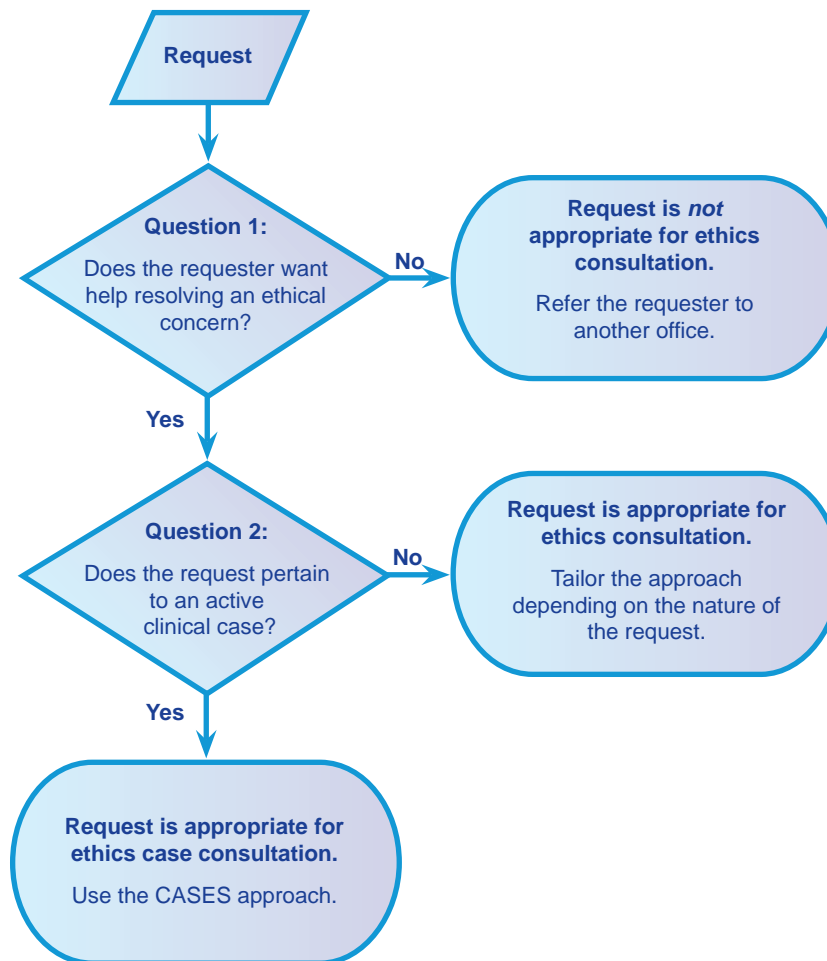 Request
Question 1:
Does the requester want
help resolving an ethical
concern?
No
Request is not
appropriate for ethics
consultation.
Refer the requester to
another office.
Yes
Question 2:
Does the request pertain
to an active
clinical case?
No
Request is appropriate for
ethics consultation.
Tailor the approach
depending on the nature of
the request.
Yes
Request is appropriate for
ethics case consultation.
Use the CASES approach.